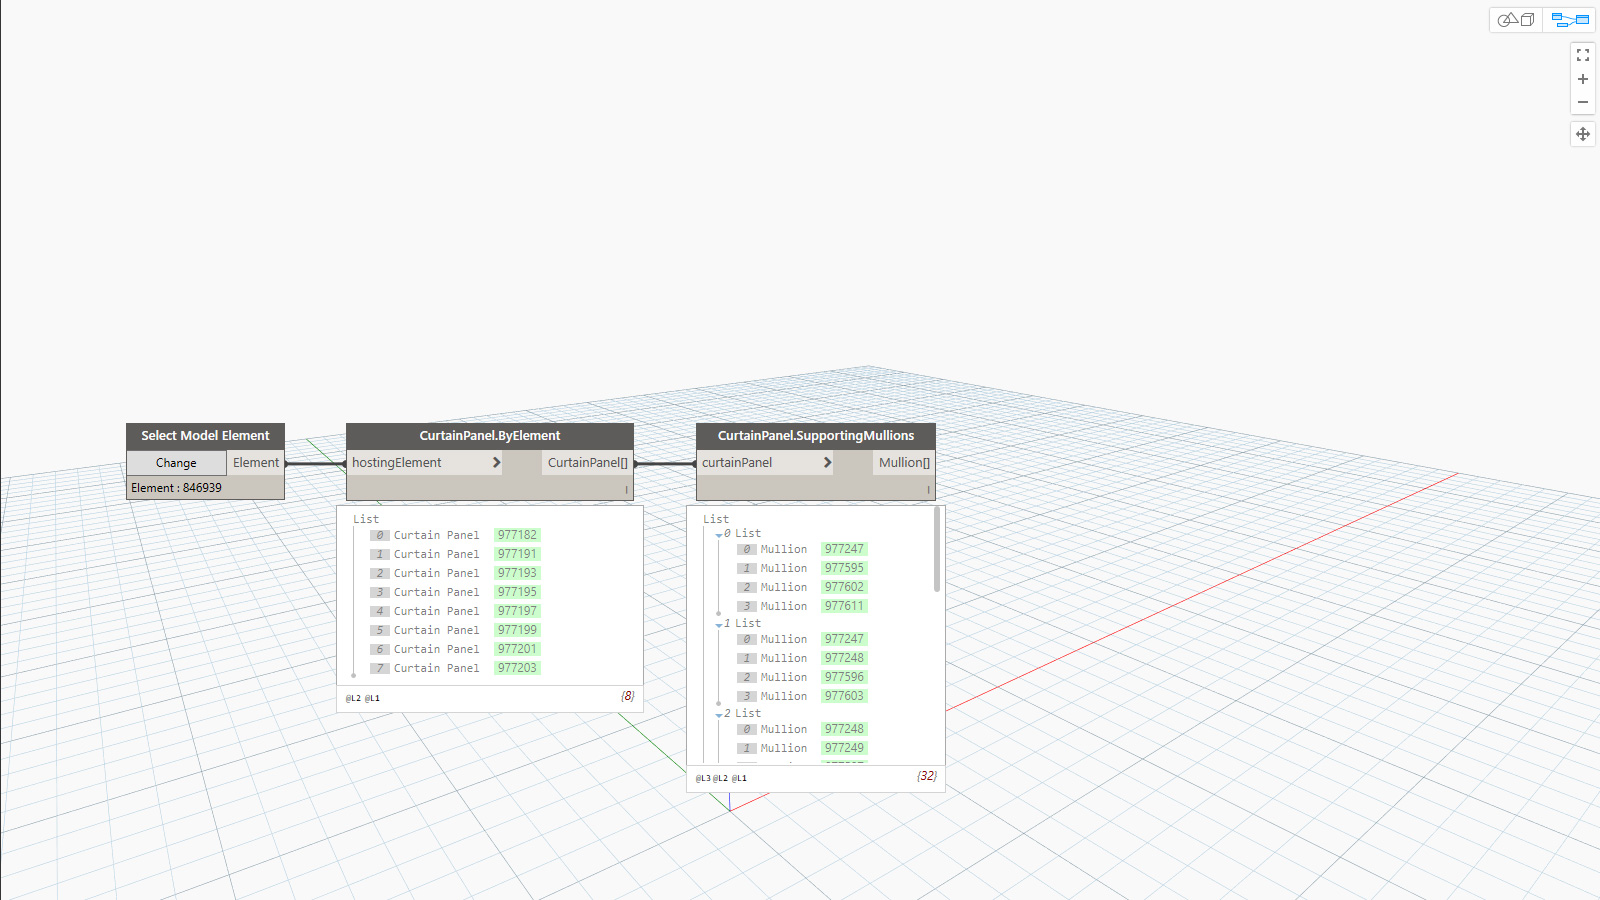 Select Model Element
Change
Element
Element : 846939
CurtainPanel.ByElement
hostingElement
CurtainPanel[]
List
0 Curtain Panel 977182
1 Curtain Panel 977191
2 Curtain Panel 977193
3 Curtain Panel 977195
4 Curtain Panel 977197
5 Curtain Panel 977199
6 Curtain Panel 977201
7 Curtain Panel 977203
@L2 @L1 {8}
CurtainPanel.SupportingMullions
curtainPanel
Mullion[]
List
0 List
0 Mullion 977247
1 Mullion 977595
2 Mullion 977602
3 Mullion 977611
1 List
0 Mullion 977247
1 Mullion 977248
2 Mullion 977596
3 Mullion 977603
2 List
0 Mullion 977248
1 Mullion 977249
@L3 @L2 @L1 {32}